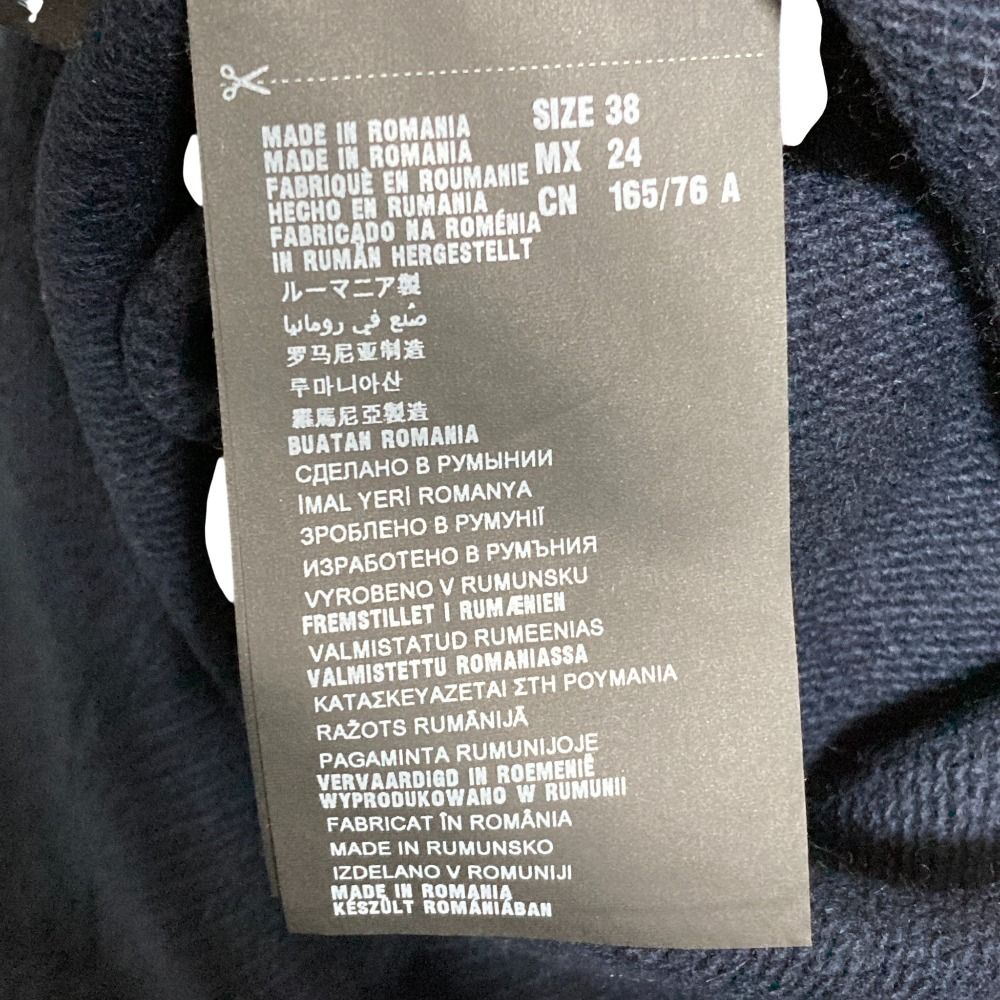 MADE IN ROMANIA
MADE IN ROMANIA
FABRIQUÈ EN ROUMANIE
HECHO EN RUMANIA
FABRICADO NA ROMÉNIA
IN RUMÂN HERGESTELLT
SIZE 38
MX 24
CN 165/76 A
ルーマニア製
صُنع في رومانيا
罗马尼亚制造
루마니아산
羅馬尼亞製造
BUATAN ROMANIA
СДЕЛАНО В РУМЫНИИ
İMAL YERİ ROMANYA
ЗРОБЛЕНО В РУМУНІЇ
ИЗРАБОТЕНО В РУМЪНИЯ
VYROBENO V RUMUNSKU
FREMSTILLET I RUMÆNIEN
VALMISTATUD RUMEENIAS
VALMISTETTU ROMANIASSA
ΚΑΤΑΣΚΕΥΑΖΕΤΑΙ ΣΤΗ ΡΟΥΜΑΝΙΑ
RAŽOTS RUMĀNIJĀ
PAGAMINTA RUMUNIJOJE
VERVAARDIGD IN ROEMENIË
WYPRODUKOWANO W RUMUNII
FABRICAT ÎN ROMÂNIA
MADE IN RUMUNSKO
IZDELANO V ROMUNIJI
MADE IN ROMANIA
KÉSZÜLT ROMÁNIÁBAN